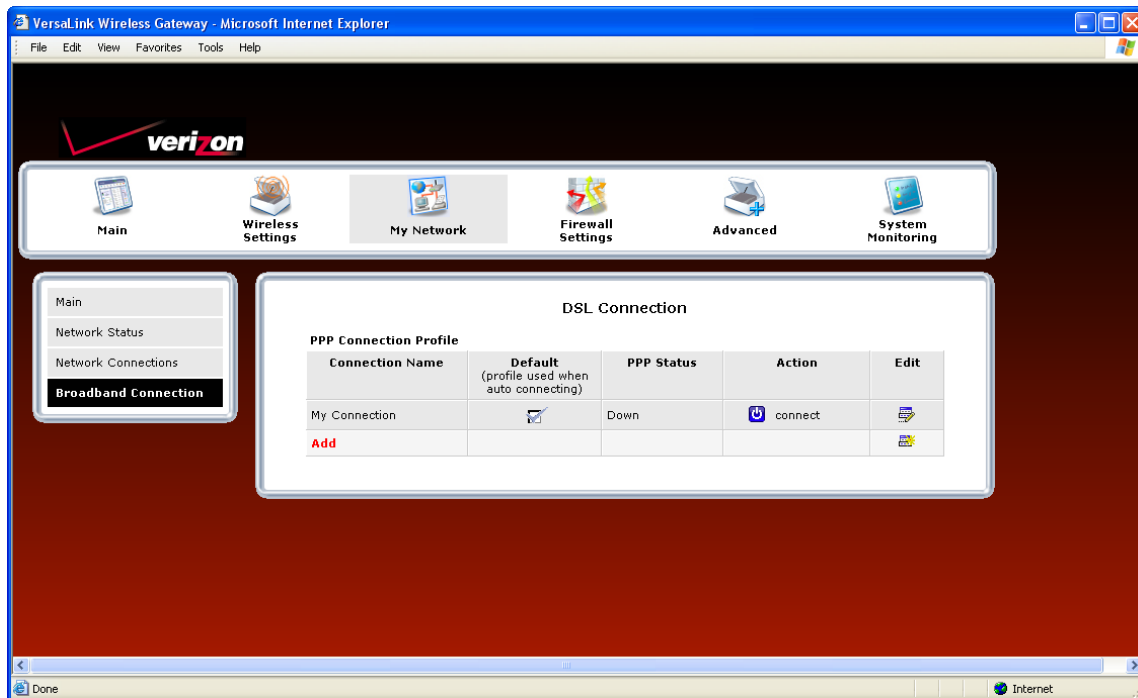 VersaLink Wireless Gateway - Microsoft Internet Explorer
File Edit View Favorites Tools Help
verizon
Main
Wireless
Settings
My Network
Firewall
Settings
Advanced
System
Monitoring
Main
Network Status
Network Connections
Broadband Connection
DSL Connection
PPP Connection Profile
Connection Name
Default
(profile used when
auto connecting)
PPP Status
Action
Edit
My Connection Down connect
Add
Done Internet